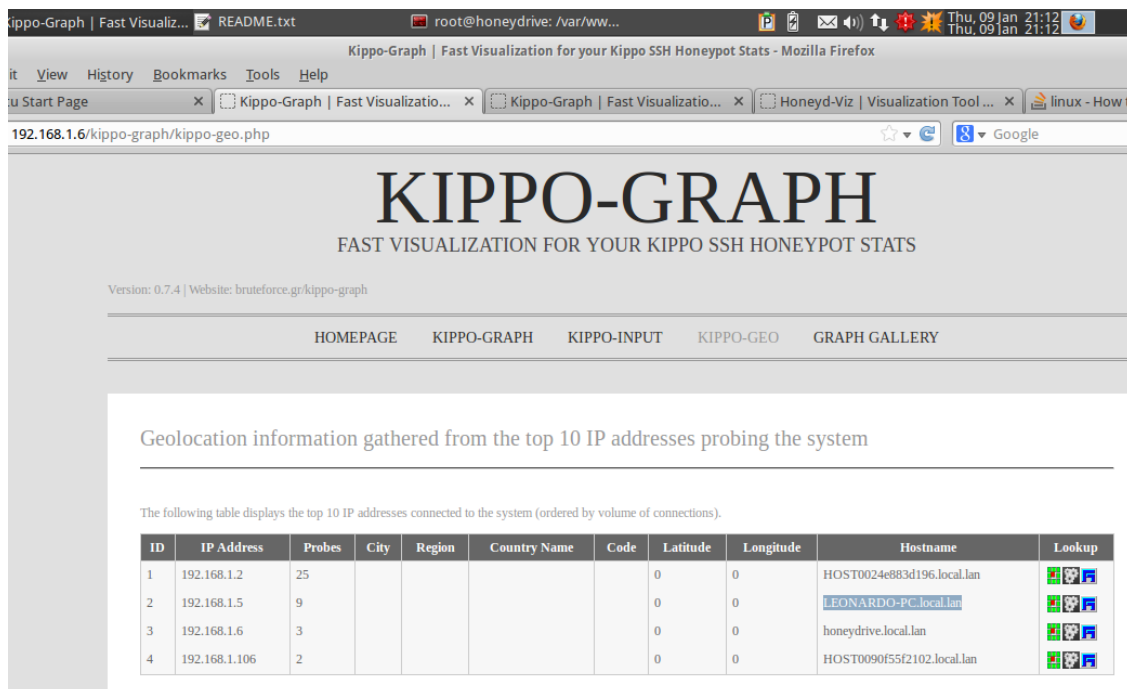 Kippo-Graph | Fast Visualiz... README.txt root@honeydrive: /var/ww... Thu, 09 Jan 21:12
Thu, 09 Jan 21:12
Kippo-Graph | Fast Visualization for your Kippo SSH Honeypot Stats - Mozilla Firefox
it View History Bookmarks Tools Help
tu Start Page Kippo-Graph | Fast Visualizatio... Kippo-Graph | Fast Visualizatio... Honeyd-Viz | Visualization Tool ... linux - How
192.168.1.6/kippo-graph/kippo-geo.php 8 Google
KIPPO-GRAPH
FAST VISUALIZATION FOR YOUR KIPPO SSH HONEYPOT STATS
Version: 0.7.4 | Website: bruteforce.gr/kippo-graph
HOMEPAGE KIPPO-GRAPH KIPPO-INPUT KIPPO-GEO GRAPH GALLERY
Geolocation information gathered from the top 10 IP addresses probing the system
The following table displays the top 10 IP addresses connected to the system (ordered by volume of connections).
ID IP Address Probes City Region Country Name Code Latitude Longitude Hostname Lookup
1 192.168.1.2 25 0 0 HOST0024e883d196.local.lan
2 192.168.1.5 9 0 0 LEONARDO-PC.local.lan
3 192.168.1.6 3 0 0 honeydrive.local.lan
4 192.168.1.106 2 0 0 HOST0090f55f2102.local.lan